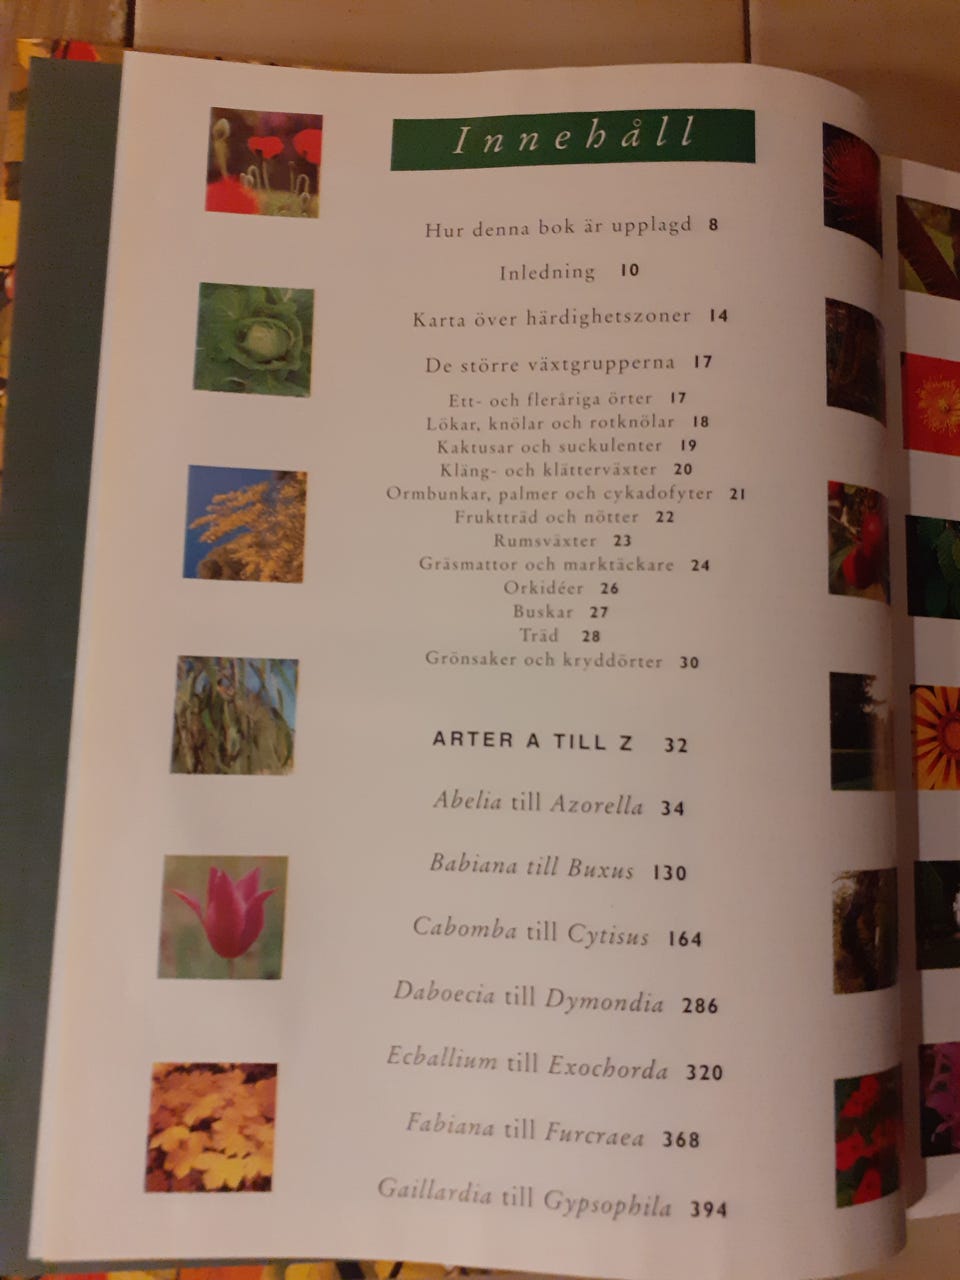 Innehåll
Hur denna bok är upplagd 8
Inledning 10
Karta över härdighetszoner 14
De större växtgrupperna 17
Ett- och fleråriga örter 17
Lökar, knölar och rotknölar 18
Kaktusar och suckulenter 19
Kläng- och klätterväxter 20
Ormbunkar, palmer och cykadofyter 21
Fruktträd och nötter 22
Rumsväxter 23
Gräsmattor och marktäckare 24
Orkidéer 26
Buskar 27
Träd 28
Grönsaker och kryddörter 30
ARTER A TILL Z 32
Abelia till Azorella 34
Babiana till Buxus 130
Cabomba till Cytisus 164
Daboecia till Dymondia 286
Ecballium till Exochorda 320
Fabiana till Furcraea 368
Gaillardia till Gypsophila 394